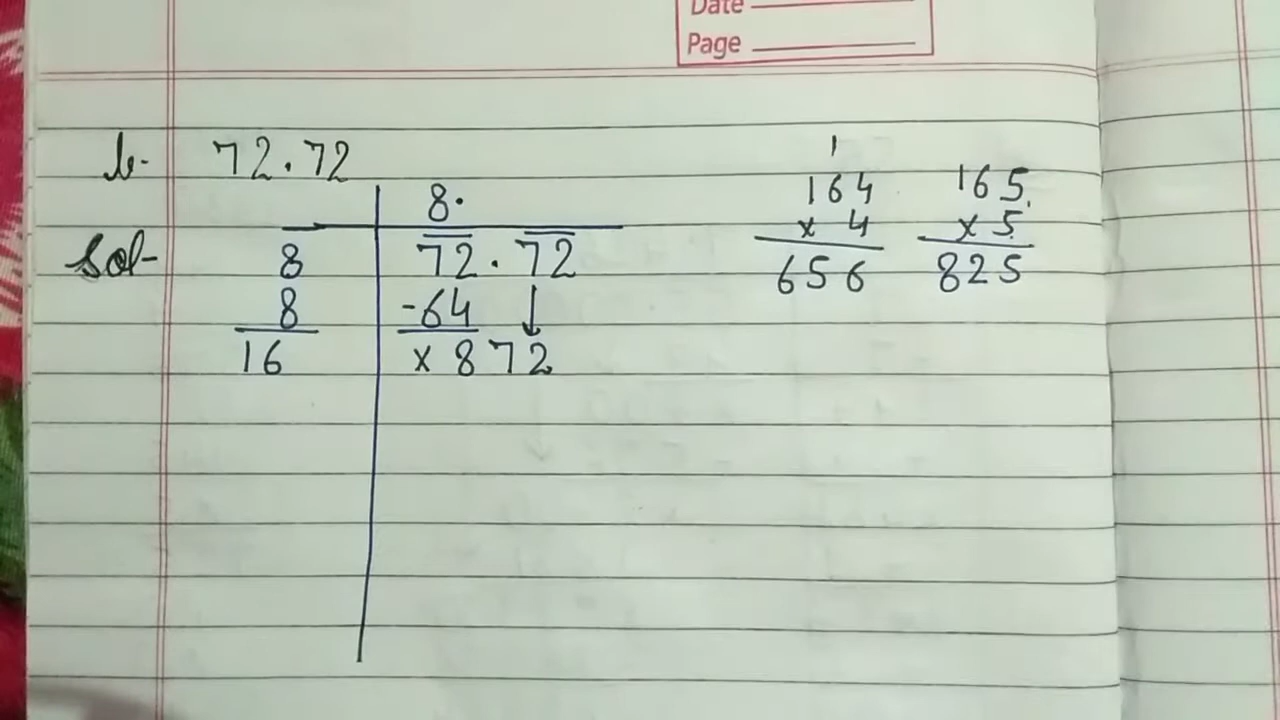 Date
Page
b. 72.72
8.
Sol- 8 72.72
8 -64 ↓
16 x 872
1
164
x 4
656
165
x 5
825